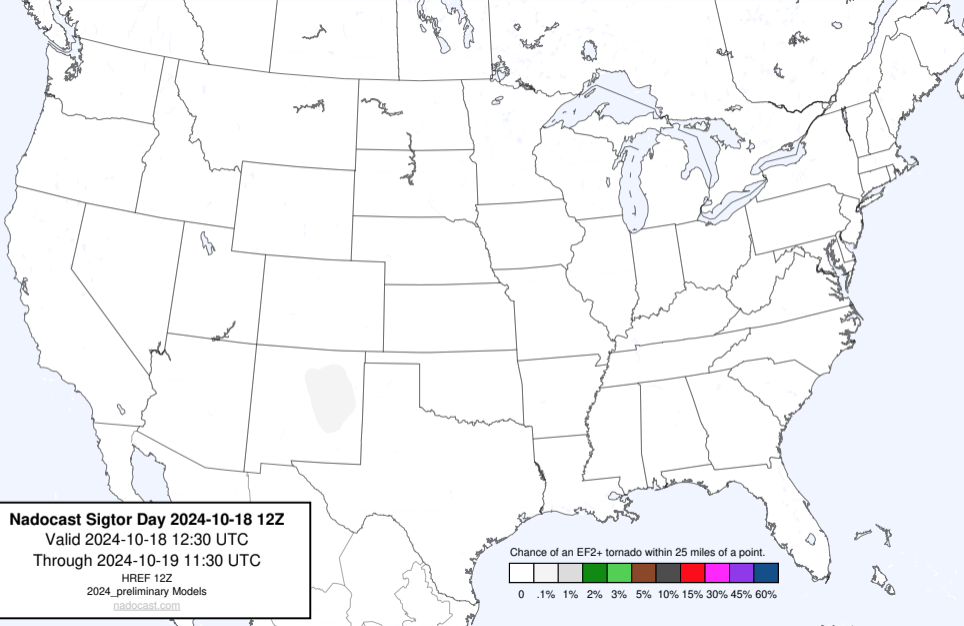 Nadocast Sigtor Day 2024-10-18 12Z
Valid 2024-10-18 12:30 UTC
Through 2024-10-19 11:30 UTC
HREF 12Z
2024_preliminary Models
nadocast.com
Chance of an EF2+ tornado within 25 miles of a point.
0 .1% 1% 2% 3% 5% 10% 15% 30% 45% 60%